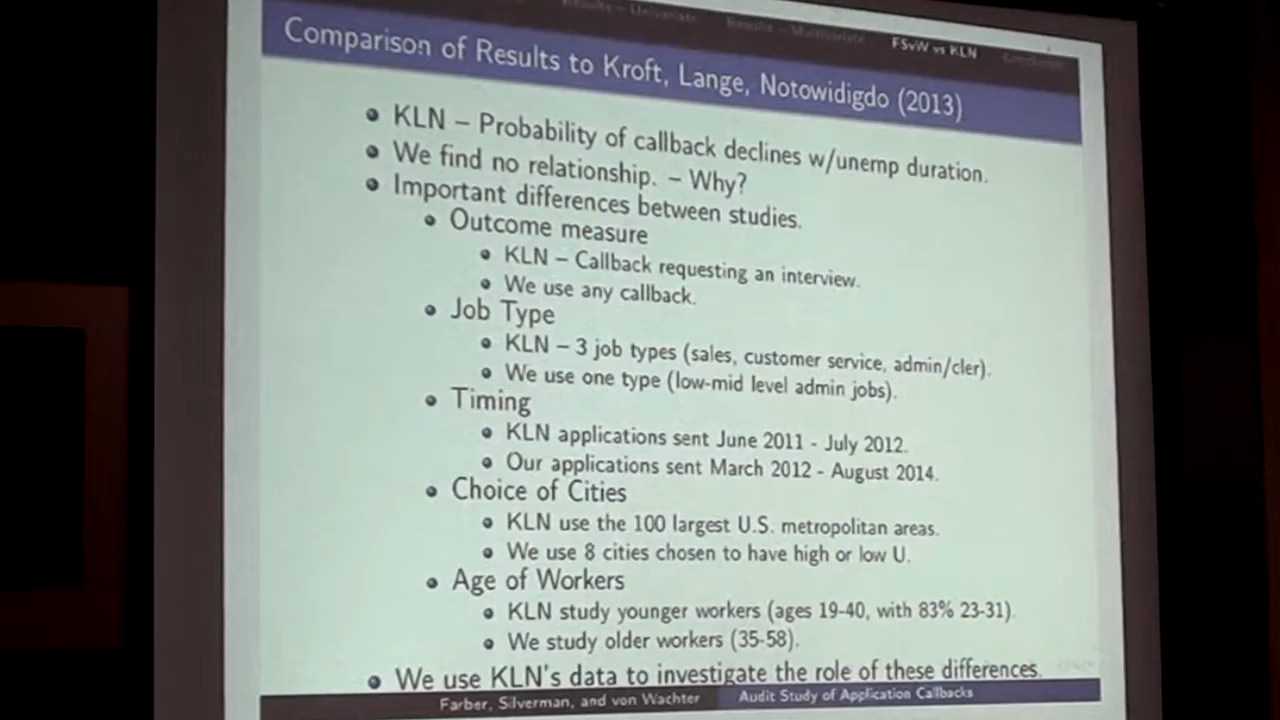 Results – Univariate Results – Multivariate FSvW vs KLN Conclusion
Comparison of Results to Kroft, Lange, Notowidigdo (2013)
KLN – Probability of callback declines w/unemp duration.
We find no relationship. – Why?
Important differences between studies.
Outcome measure
KLN – Callback requesting an interview.
We use any callback.
Job Type
KLN – 3 job types (sales, customer service, admin/cler).
We use one type (low-mid level admin jobs).
Timing
KLN applications sent June 2011 - July 2012.
Our applications sent March 2012 - August 2014.
Choice of Cities
KLN use the 100 largest U.S. metropolitan areas.
We use 8 cities chosen to have high or low U.
Age of Workers
KLN study younger workers (ages 19-40, with 83% 23-31).
We study older workers (35-58).
We use KLN's data to investigate the role of these differences.
Farber, Silverman, and von Wachter Audit Study of Application Callbacks